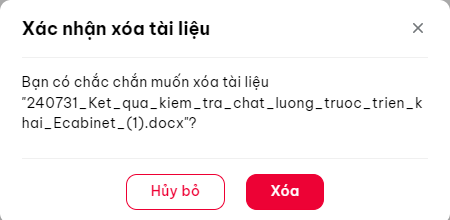 Xác nhận xóa tài liệu
Bạn có chắc chắn muốn xóa tài liệu
"240731_Ket_qua_kiem_tra_chat_luong_truoc_trien_k
hai_Ecabinet_(1).docx"?
Hủy bỏ
Xóa